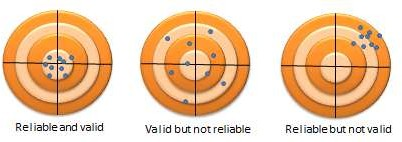 Reliable and valid
Valid but not reliable
Reliable but not valid